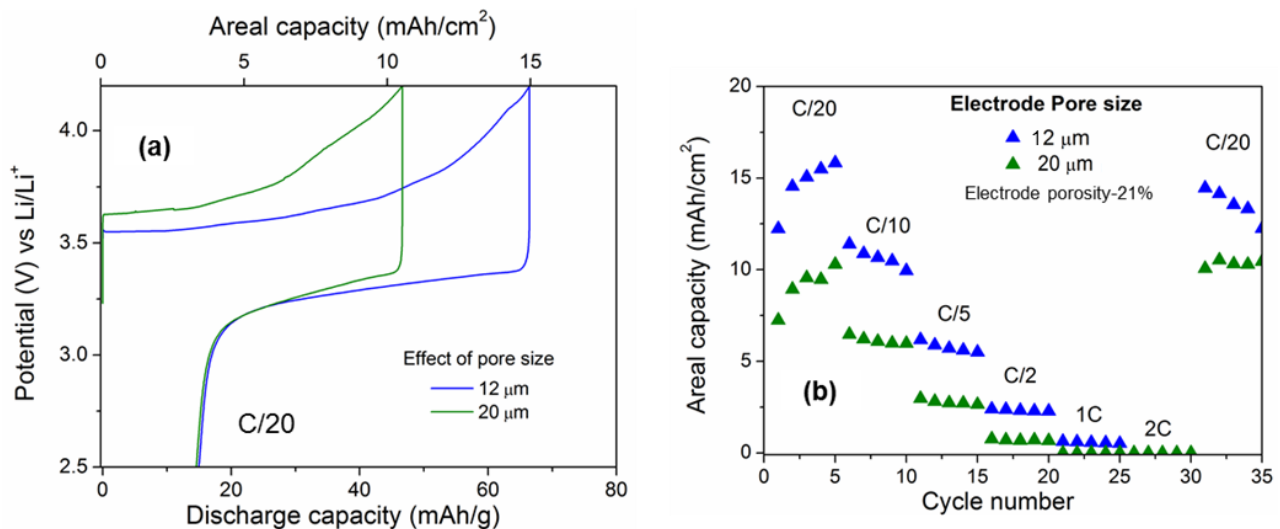 Areal capacity (mAh/cm²)
0 5 10 15
(a)
Potential (V) vs Li/Li⁺
4.0
3.5
3.0
2.5
Effect of pore size
12 µm
20 µm
C/20
0 20 40 60 80
Discharge capacity (mAh/g)
20
15
10
5
0
Areal capacity (mAh/cm²)
C/20
Electrode Pore size
12 µm
20 µm
Electrode porosity-21%
C/20
C/10
C/5
C/2
1C
2C
(b)
0 5 10 15 20 25 30 35
Cycle number